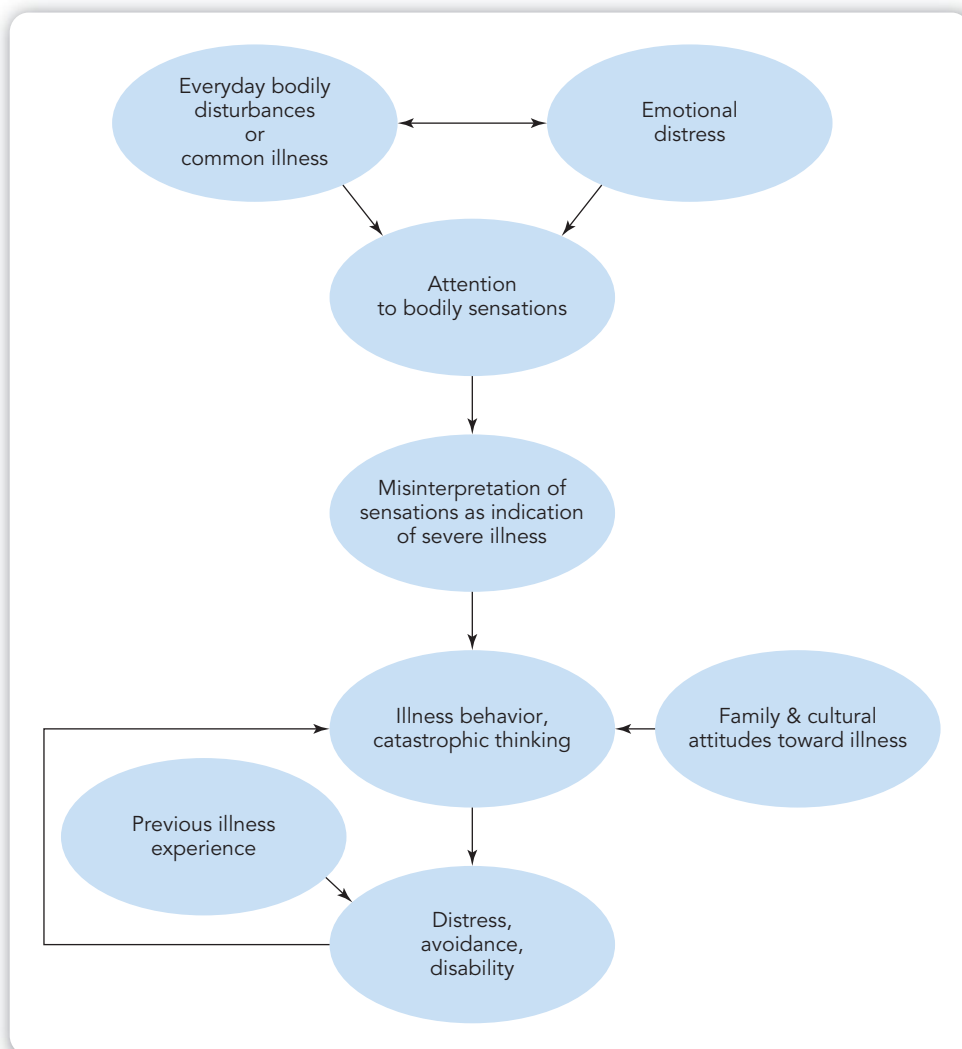 Everyday bodily
disturbances
or
common illness
Emotional
distress
Attention
to bodily sensations
Misinterpretation of
sensations as indication
of severe illness
Illness behavior,
catastrophic thinking
Family & cultural
attitudes toward illness
Previous illness
experience
Distress,
avoidance,
disability